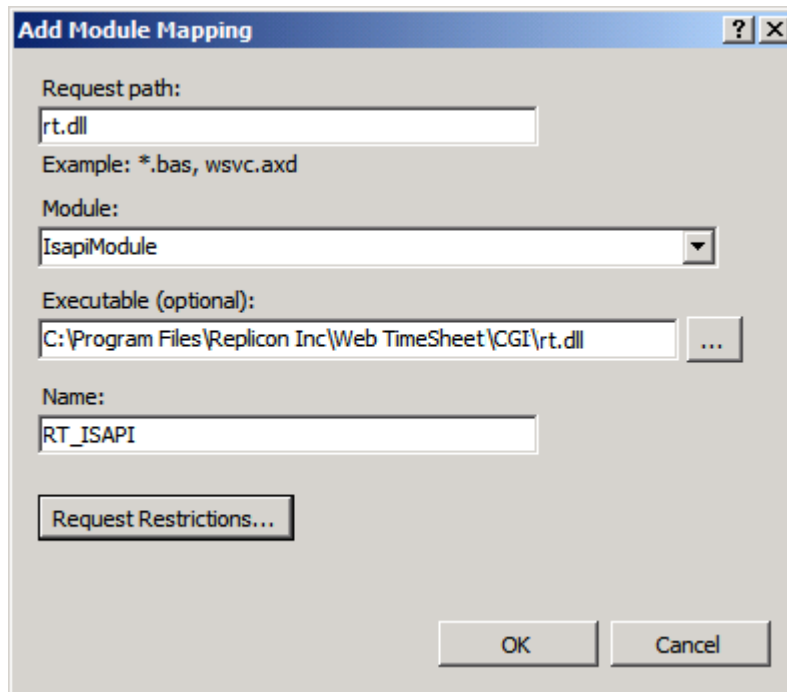 Add Module Mapping
?
Request path:
rt.dll
Example: *.bas, wsvc.axd
Module:
IsapiModule
Executable (optional):
C:\Program Files\Replicon Inc\Web TimeSheet\CGI\rt.dll
...
Name:
RT_ISAPI
Request Restrictions...
OK Cancel